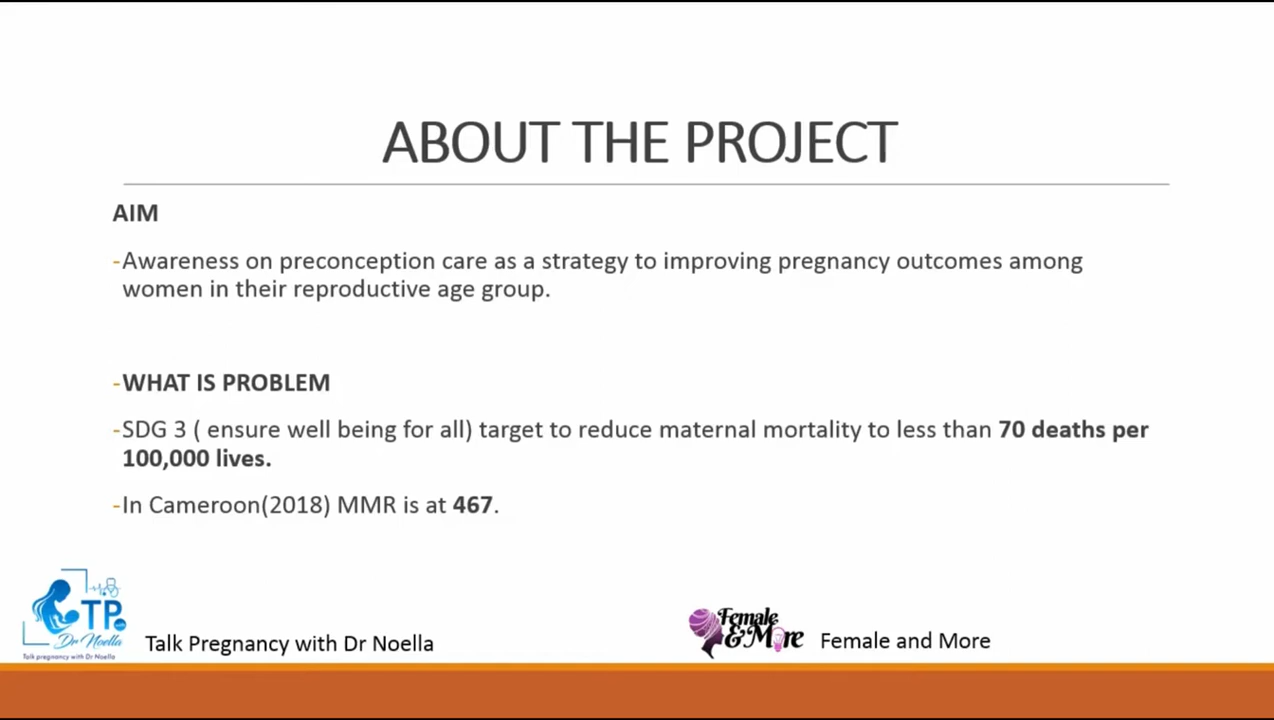 ABOUT THE PROJECT
AIM
-Awareness on preconception care as a strategy to improving pregnancy outcomes among
women in their reproductive age group.
-WHAT IS PROBLEM
-SDG 3 ( ensure well being for all) target to reduce maternal mortality to less than 70 deaths per
100,000 lives.
-In Cameroon(2018) MMR is at 467.
TP
with
Dr Noella
Talk pregnancy with Dr Noella
Talk Pregnancy with Dr Noella
Female
& More
Female and More